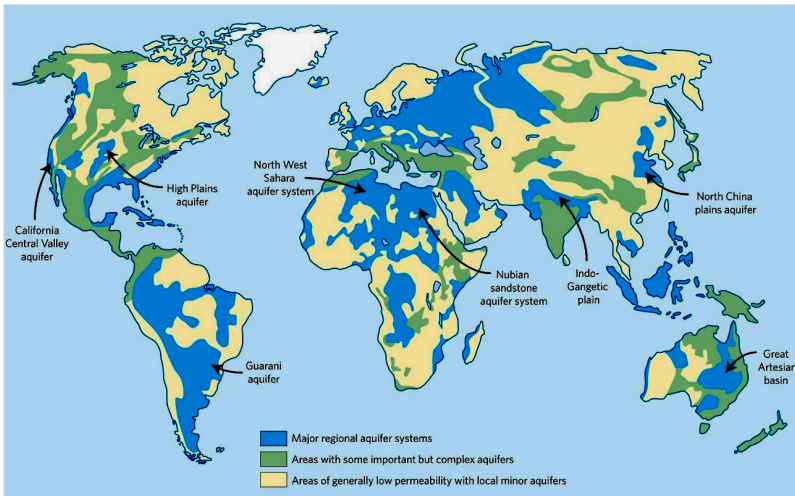 North West
Sahara
aquifer system
High Plains
aquifer
North China
plains aquifer
California
Central Valley
aquifer
Nubian
sandstone
aquifer system
Indo-
Gangetic
plain
Guarani
aquifer
Great
Artesian
basin
Major regional aquifer systems
Areas with some important but complex aquifers
Areas of generally low permeability with local minor aquifers